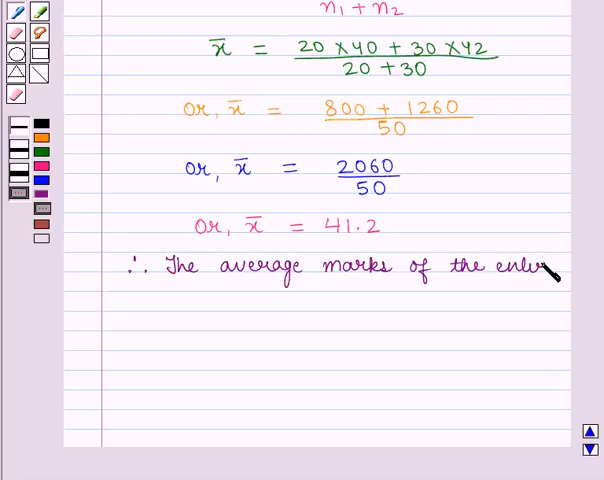 n₁ + n₂
x̄ = 20 × 40 + 30 × 42
20 + 30
or, x̄ = 800 + 1260
50
or, x̄ = 2060
50
or, x̄ = 41.2
∴ The average marks of the